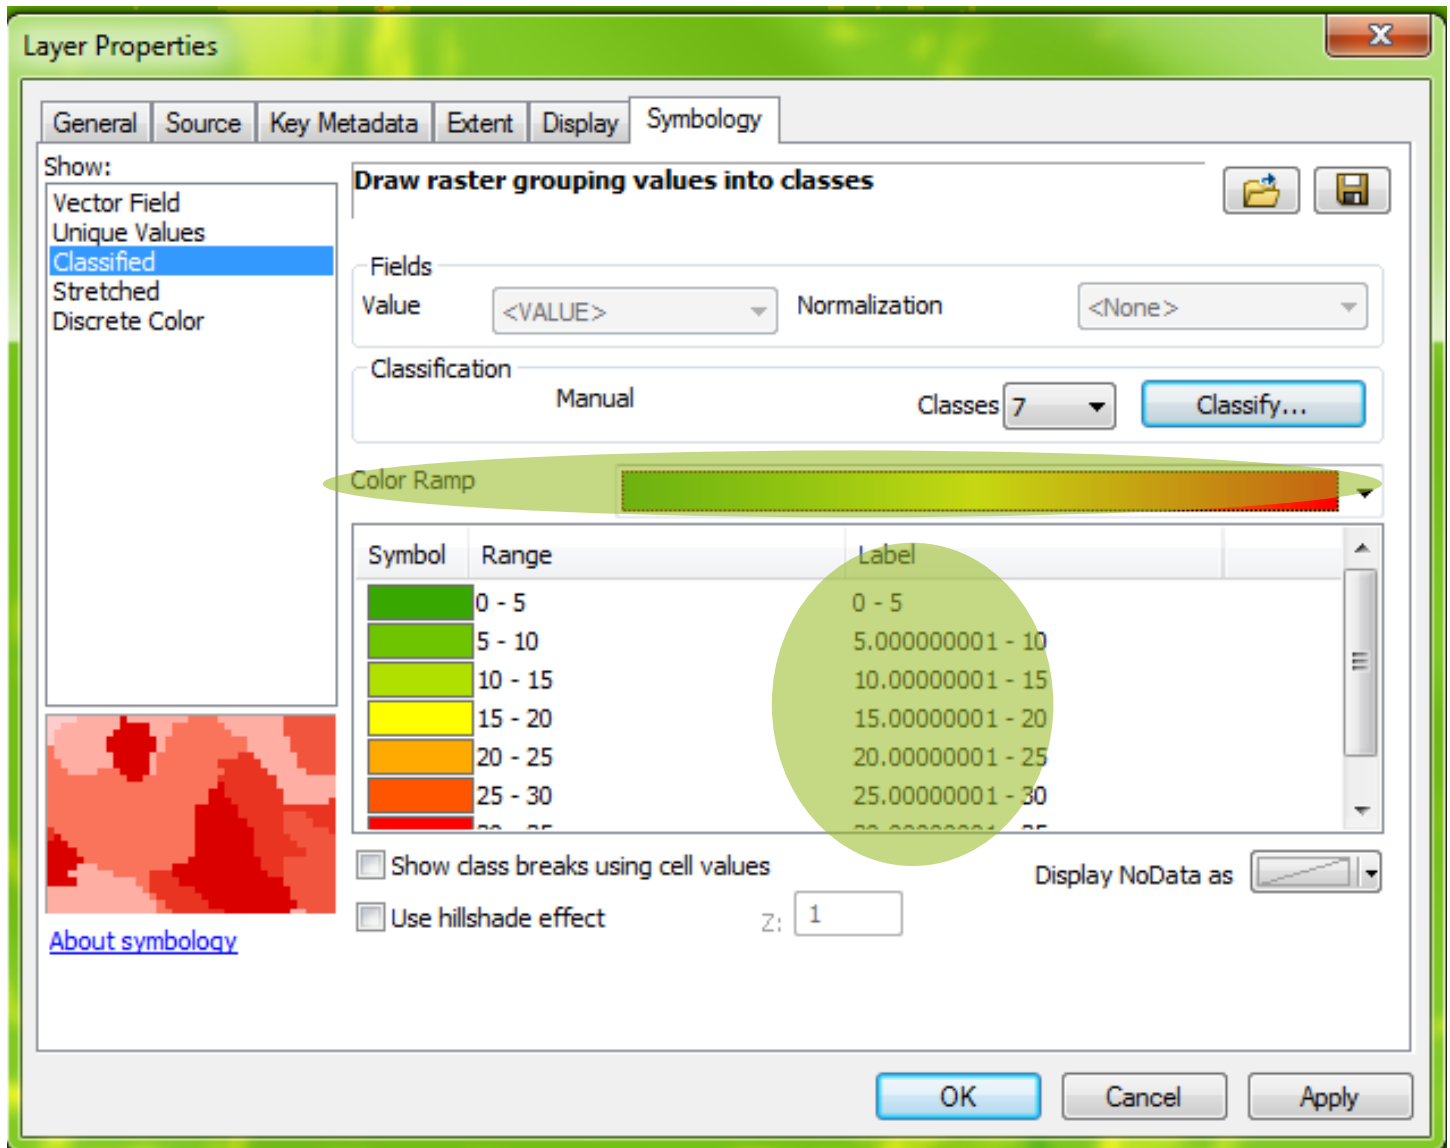 Layer Properties
General Source Key Metadata Extent Display Symbology
Show:
Vector Field
Unique Values
Classified
Stretched
Discrete Color
About symbology
Draw raster grouping values into classes
Fields
Value <VALUE> Normalization <None>
Classification
Manual Classes 7 Classify...
Color Ramp
Symbol Range Label
0 - 5 0 - 5
5 - 10 5.000000001 - 10
10 - 15 10.00000001 - 15
15 - 20 15.00000001 - 20
20 - 25 20.00000001 - 25
25 - 30 25.00000001 - 30
Show class breaks using cell values
Display NoData as
Use hillshade effect Z: 1
OK Cancel Apply